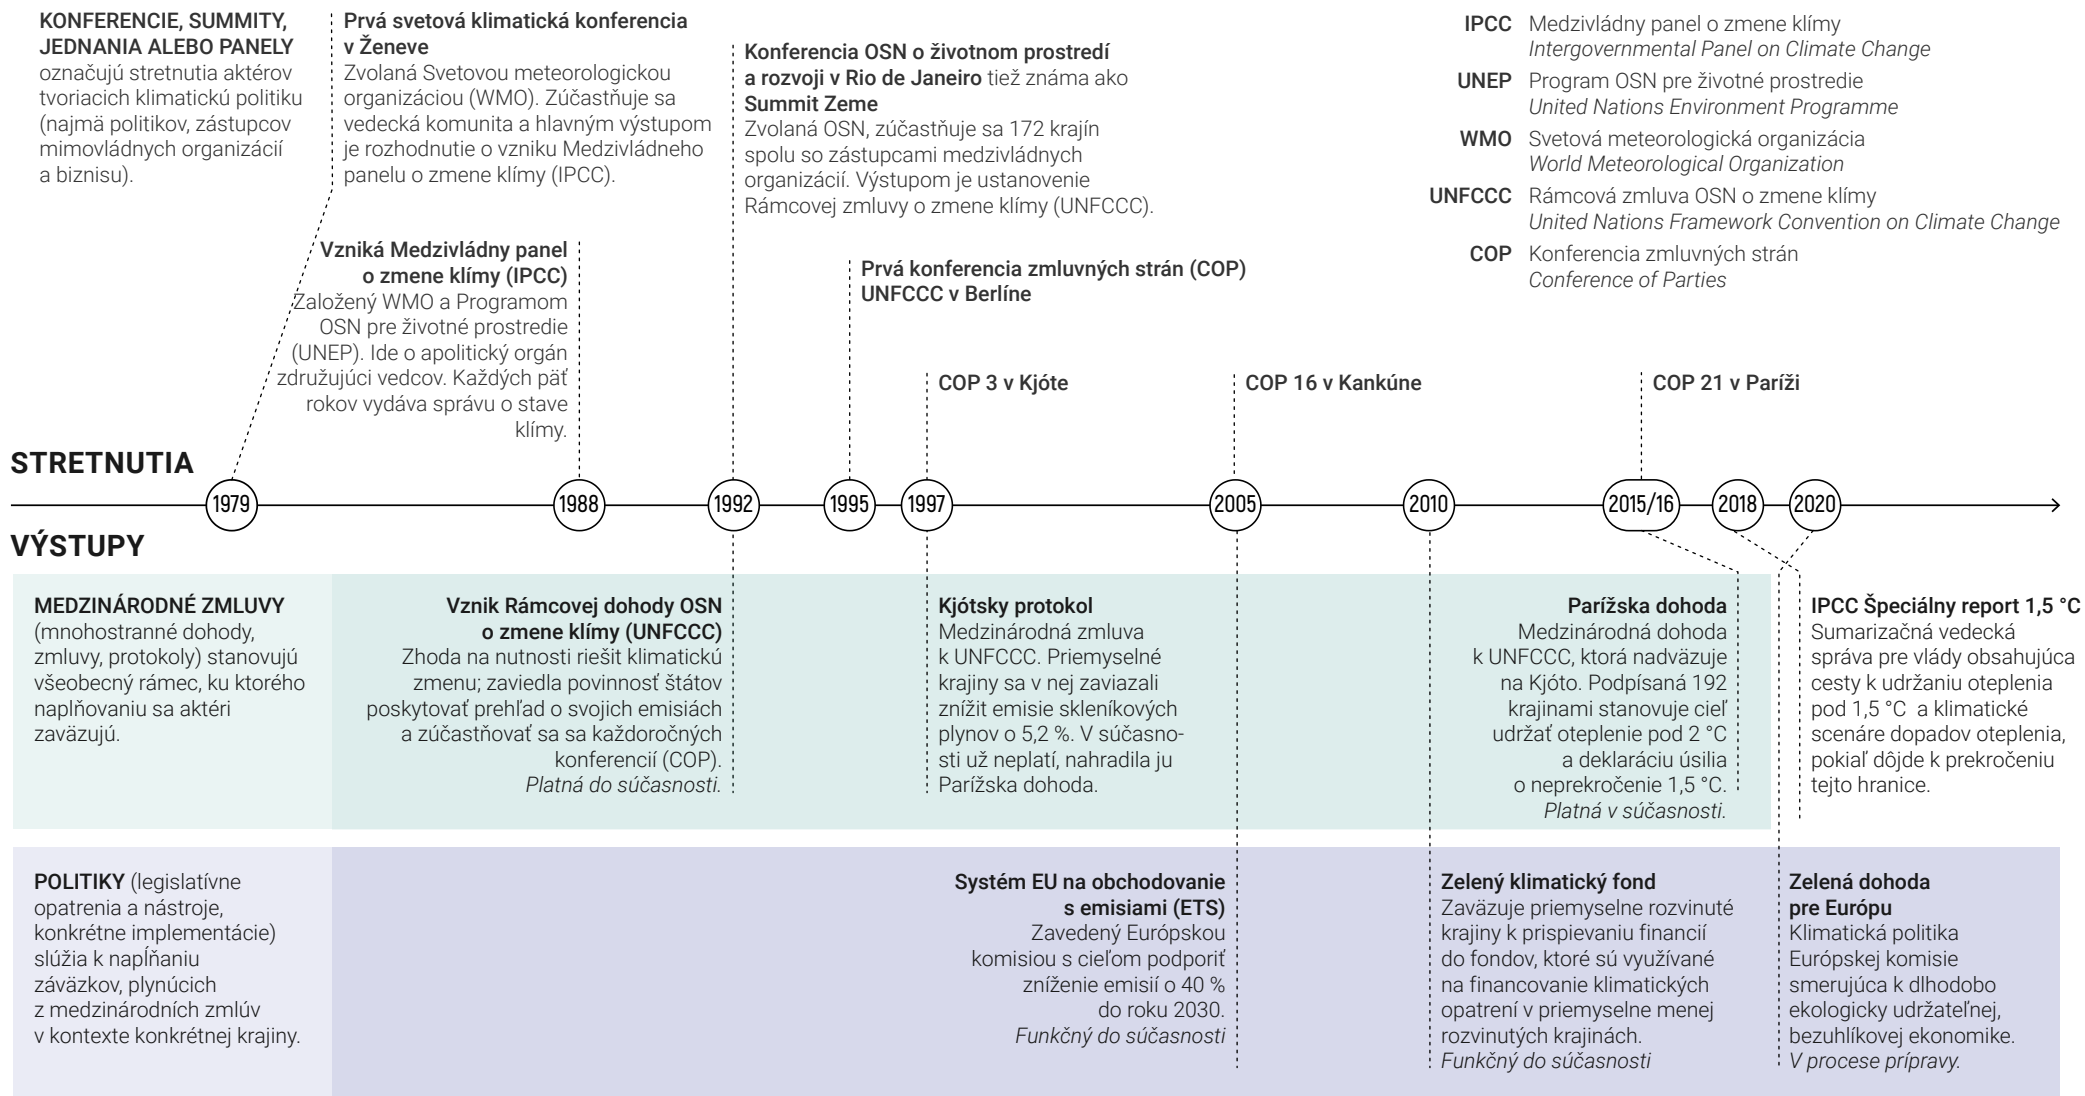 KONFERENCIE, SUMMITY,
JEDNANIA ALEBO PANELY
označujú stretnutia aktérov
tvoriacich klimatickú politiku
(najmä politikov, zástupcov
mimovládnych organizácií
a biznisu).
Prvá svetová klimatická konferencia
v Ženeve
Zvolaná Svetovou meteorologickou
organizáciou (WMO). Zúčastňuje sa
vedecká komunita a hlavným výstupom
je rozhodnutie o vzniku Medzivládneho
panelu o zmene klímy (IPCC).
Vzniká Medzivládny panel
o zmene klímy (IPCC)
Založený WMO a Programom
OSN pre životné prostredie
(UNEP). Ide o apolitický orgán
združujúci vedcov. Každých päť
rokov vydáva správu o stave
klímy.
Konferencia OSN o životnom prostredí
a rozvoji v Rio de Janeiro tiež známa ako
Summit Zeme
Zvolaná OSN, zúčastňuje sa 172 krajín
spolu so zástupcami medzivládnych
organizácií. Výstupom je ustanovenie
Rámcovej zmluvy o zmene klímy (UNFCCC).
Prvá konferencia zmluvných strán (COP)
UNFCCC v Berlíne
COP 3 v Kjóte
COP 16 v Kankúne
COP 21 v Paríži
IPCC Medzivládny panel o zmene klímy
Intergovernmental Panel on Climate Change
UNEP Program OSN pre životné prostredie
United Nations Environment Programme
WMO Svetová meteorologická organizácia
World Meteorological Organization
UNFCCC Rámcová zmluva OSN o zmene klímy
United Nations Framework Convention on Climate Change
COP Konferencia zmluvných strán
Conference of Parties
STRETNUTIA
1979 1988 1992 1995 1997 2005 2010 2015/16 2018 2020
VÝSTUPY
MEDZINÁRODNÉ ZMLUVY
(mnohostranné dohody,
zmluvy, protokoly) stanovujú
všeobecný rámec, ku ktorého
naplňovaniu sa aktéri
zaväzujú.
Vznik Rámcovej dohody OSN
o zmene klímy (UNFCCC)
Zhoda na nutnosti riešit klimatickú
zmenu; zaviedla povinnosť štátov
poskytovať prehľad o svojich emisiách
a zúčastňovať sa sa každoročných
konferencií (COP).
Platná do súčasnosti.
Kjótsky protokol
Medzinárodná zmluva
k UNFCCC. Priemyselné
krajiny sa v nej zaviazali
znížit emisie skleníkových
plynov o 5,2 %. V súčasno-
sti už neplatí, nahradila ju
Parížska dohoda.
Parížska dohoda
Medzinárodná dohoda
k UNFCCC, ktorá nadväzuje
na Kjóto. Podpísaná 192
krajinami stanovuje cieľ
udržať oteplenie pod 2 °C
a deklaráciu úsilia
o neprekročenie 1,5 °C.
Platná v súčasnosti.
IPCC Špeciálny report 1,5 °C
Sumarizačná vedecká
správa pre vlády obsahujúca
cesty k udržaniu oteplenia
pod 1,5 °C a klimatické
scenáre dopadov oteplenia,
pokiaľ dôjde k prekročeniu
tejto hranice.
POLITIKY (legislatívne
opatrenia a nástroje,
konkrétne implementácie)
slúžia k napĺňaniu
záväzkov, plynúcich
z medzinárodních zmlúv
v kontexte konkrétnej krajiny.
Systém EU na obchodovanie
s emisiami (ETS)
Zavedený Európskou
komisiou s cieľom podporiť
zníženie emisií o 40 %
do roku 2030.
Funkčný do súčasnosti
Zelený klimatický fond
Zaväzuje priemyselne rozvinuté
krajiny k prispievaniu financií
do fondov, ktoré sú využívané
na financovanie klimatických
opatrení v priemyselne menej
rozvinutých krajinách.
Funkčný do súčasnosti
Zelená dohoda
pre Európu
Klimatická politika
Európskej komisie
smerujúca k dlhodobo
ekologicky udržateľnej,
bezuhlíkovej ekonomike.
V procese prípravy.